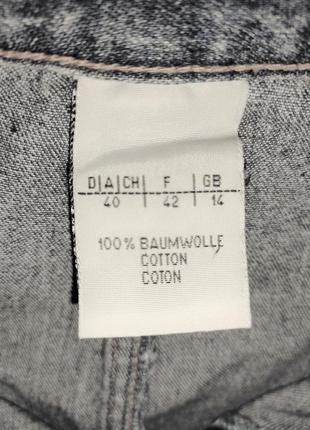 D|A|CH| F | GB
40 | 42 | 14
100% BAUMWOLLE
COTTON
COTON